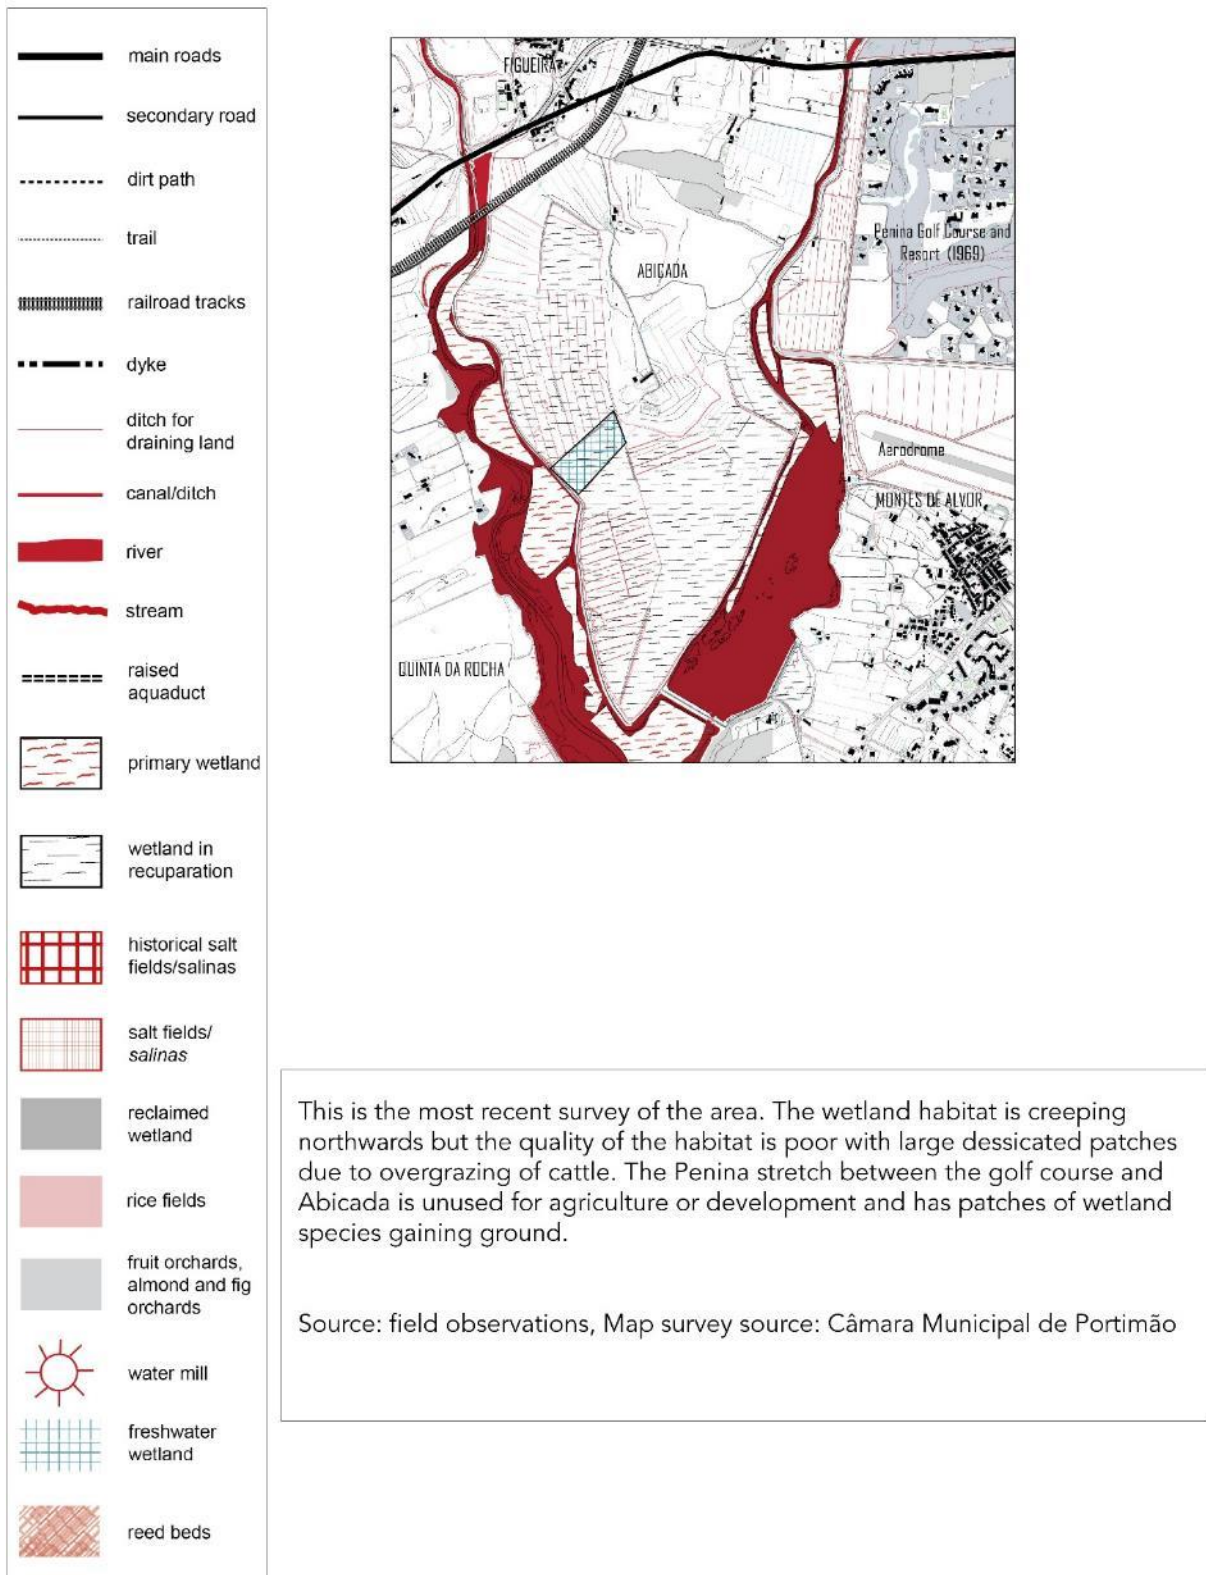 main roads
secondary road
dirt path
trail
railroad tracks
dyke
ditch for
draining land
canal/ditch
river
stream
raised
aquaduct
primary wetland
wetland in
recuparation
historical salt
fields/salinas
salt fields/
salinas
reclaimed
wetland
rice fields
fruit orchards,
almond and fig
orchards
water mill
freshwater
wetland
reed beds
FIGUEIRA
Penina Golf Course and
Resort (1969)
ABIÇADA
Aerodrome
MONTES DE ALVOR
QUINTA DA ROCHA
This is the most recent survey of the area. The wetland habitat is creeping
northwards but the quality of the habitat is poor with large dessicated patches
due to overgrazing of cattle. The Penina stretch between the golf course and
Abicada is unused for agriculture or development and has patches of wetland
species gaining ground.
Source: field observations, Map survey source: Câmara Municipal de Portimão